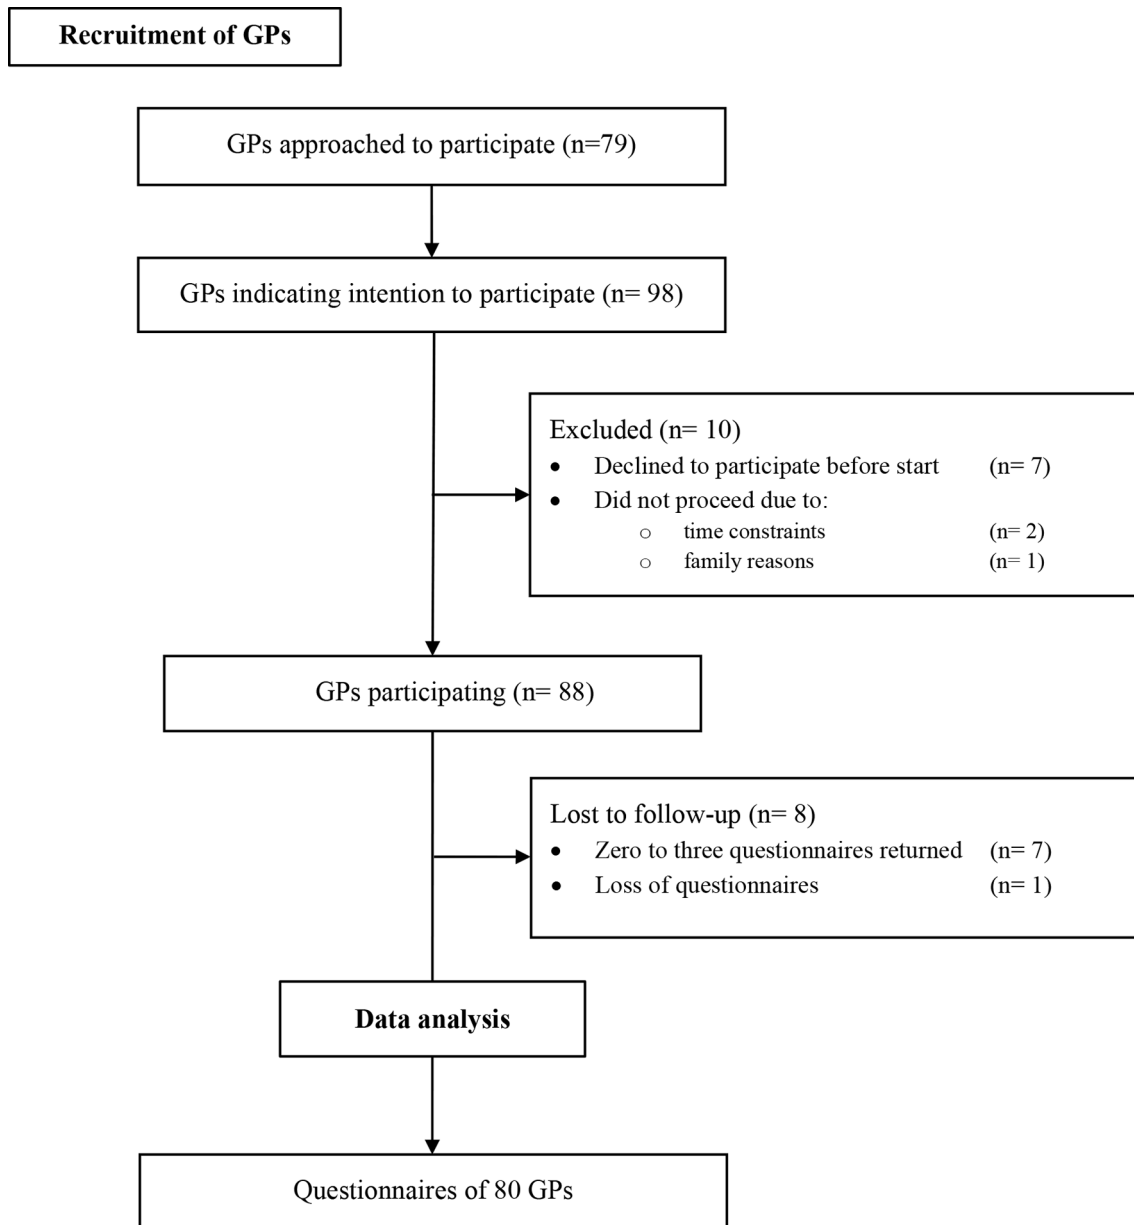 Recruitment of GPs
GPs approached to participate (n=79)
GPs indicating intention to participate (n= 98)
Excluded (n= 10)
• Declined to participate before start (n= 7)
• Did not proceed due to:
o time constraints (n= 2)
o family reasons (n= 1)
GPs participating (n= 88)
Lost to follow-up (n= 8)
• Zero to three questionnaires returned (n= 7)
• Loss of questionnaires (n= 1)
Data analysis
Questionnaires of 80 GPs